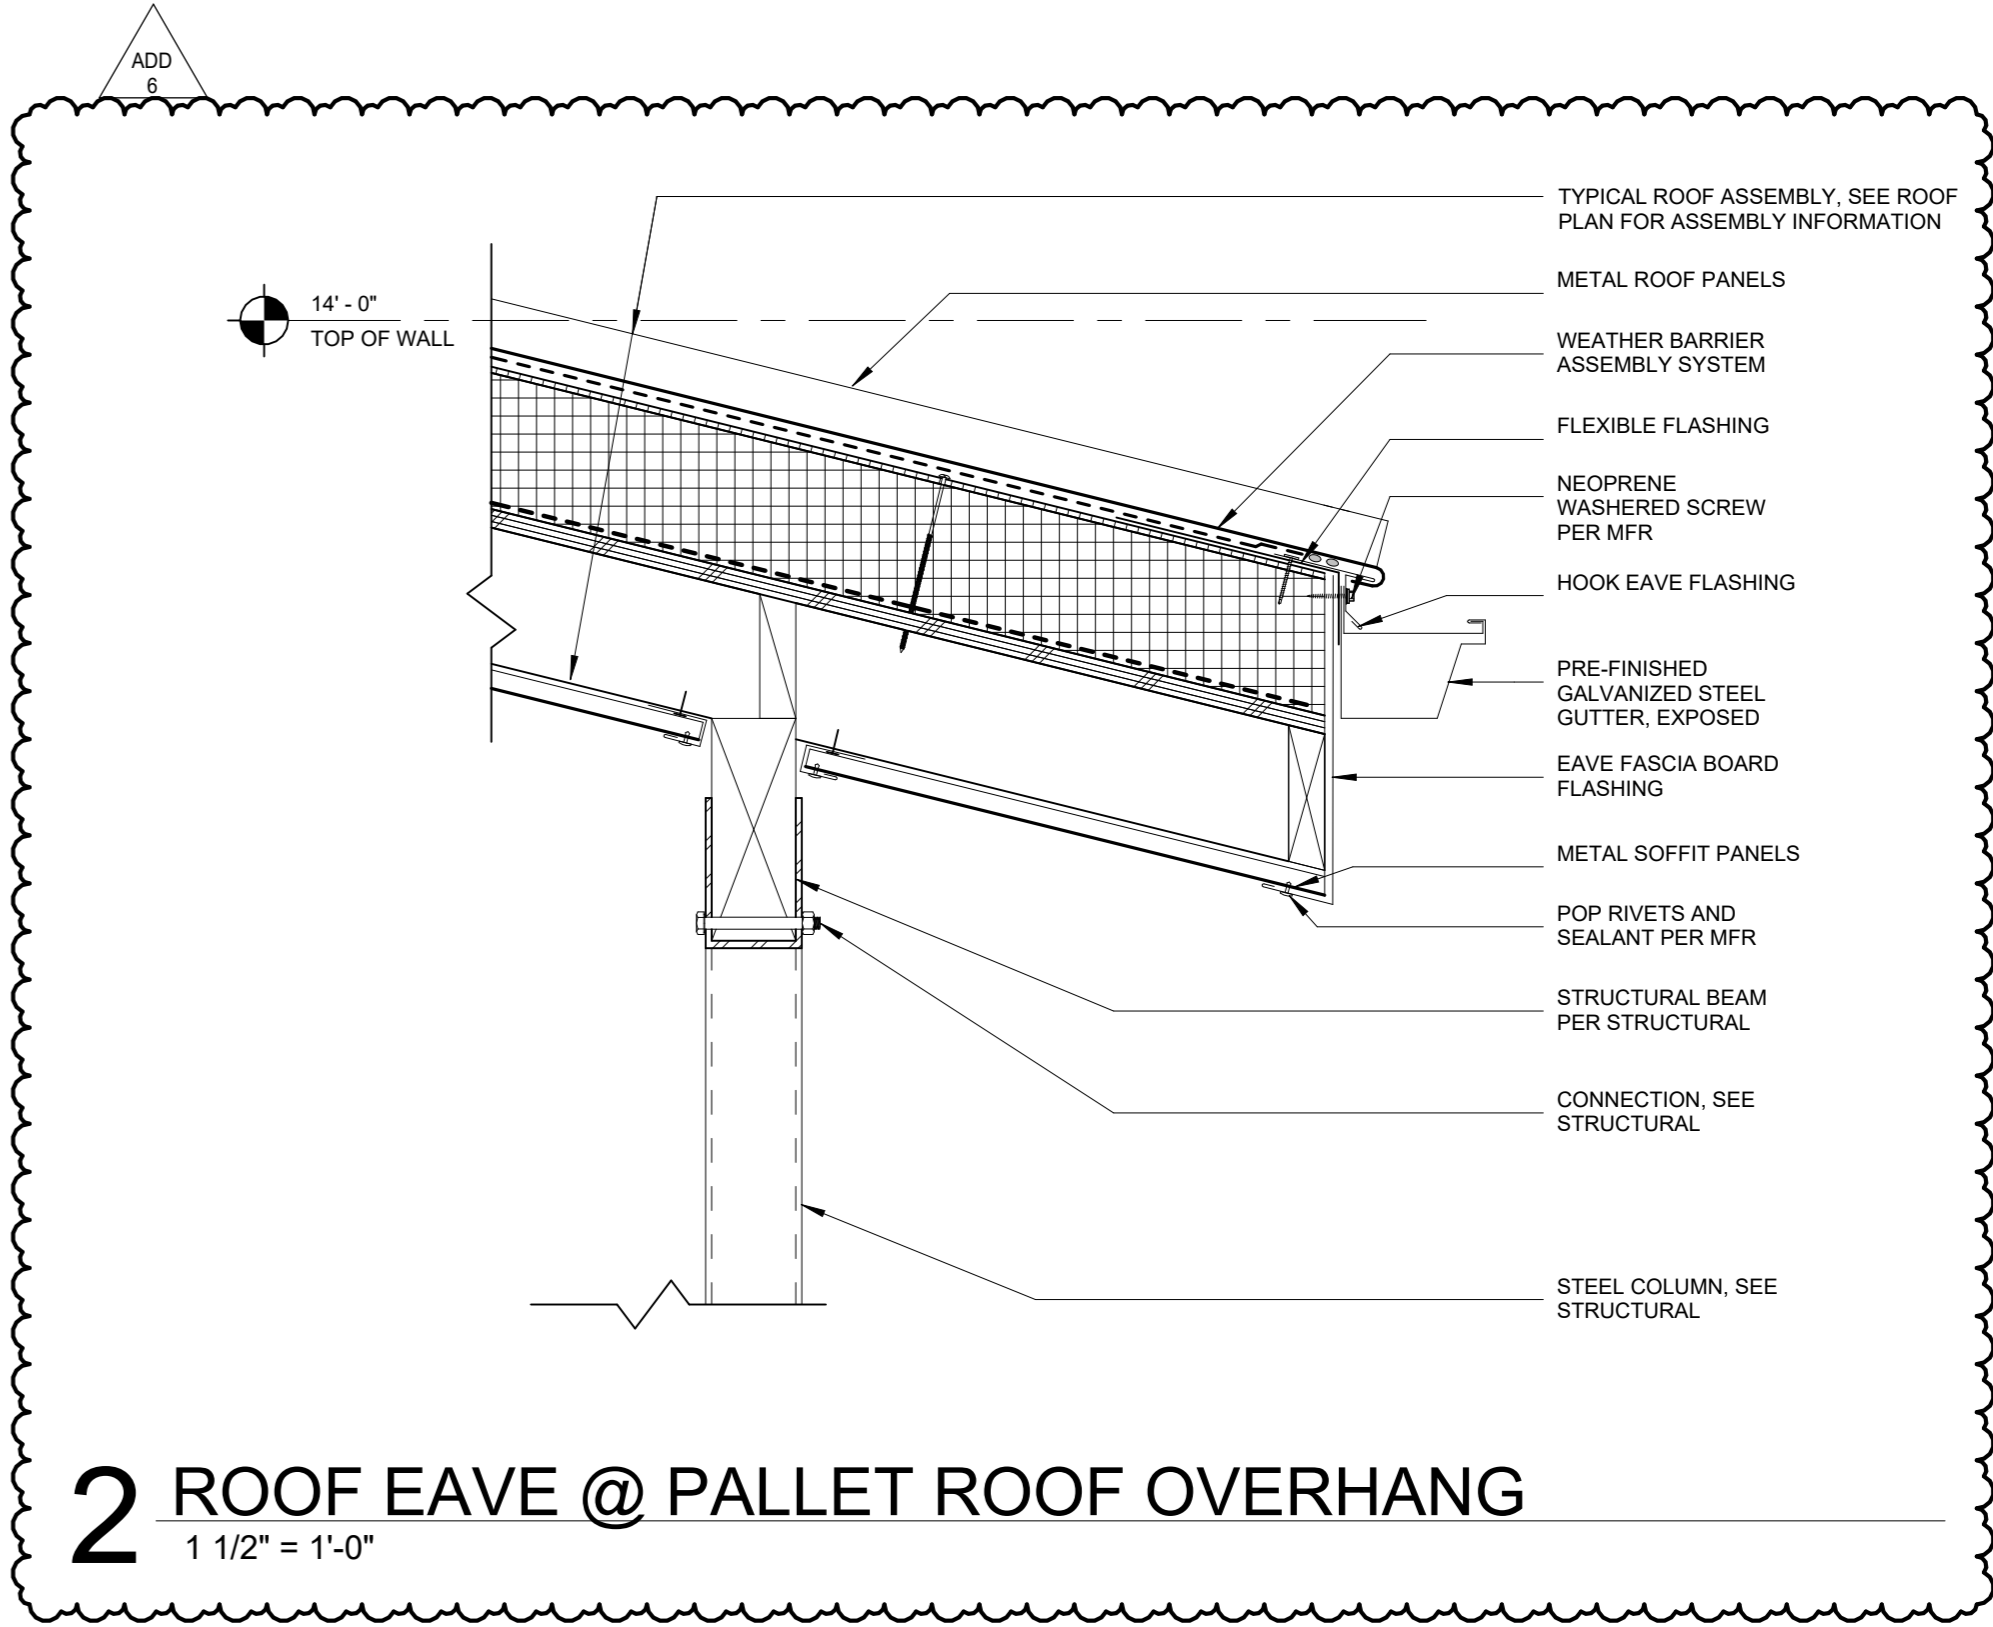 ADD
6
TYPICAL ROOF ASSEMBLY, SEE ROOF
PLAN FOR ASSEMBLY INFORMATION
METAL ROOF PANELS
14' - 0"
TOP OF WALL
WEATHER BARRIER
ASSEMBLY SYSTEM
FLEXIBLE FLASHING
NEOPRENE
WASHERED SCREW
PER MFR
HOOK EAVE FLASHING
PRE-FINISHED
GALVANIZED STEEL
GUTTER, EXPOSED
EAVE FASCIA BOARD
FLASHING
METAL SOFFIT PANELS
POP RIVETS AND
SEALANT PER MFR
STRUCTURAL BEAM
PER STRUCTURAL
CONNECTION, SEE
STRUCTURAL
STEEL COLUMN, SEE
STRUCTURAL
2 ROOF EAVE @ PALLET ROOF OVERHANG
1 1/2" = 1'-0"